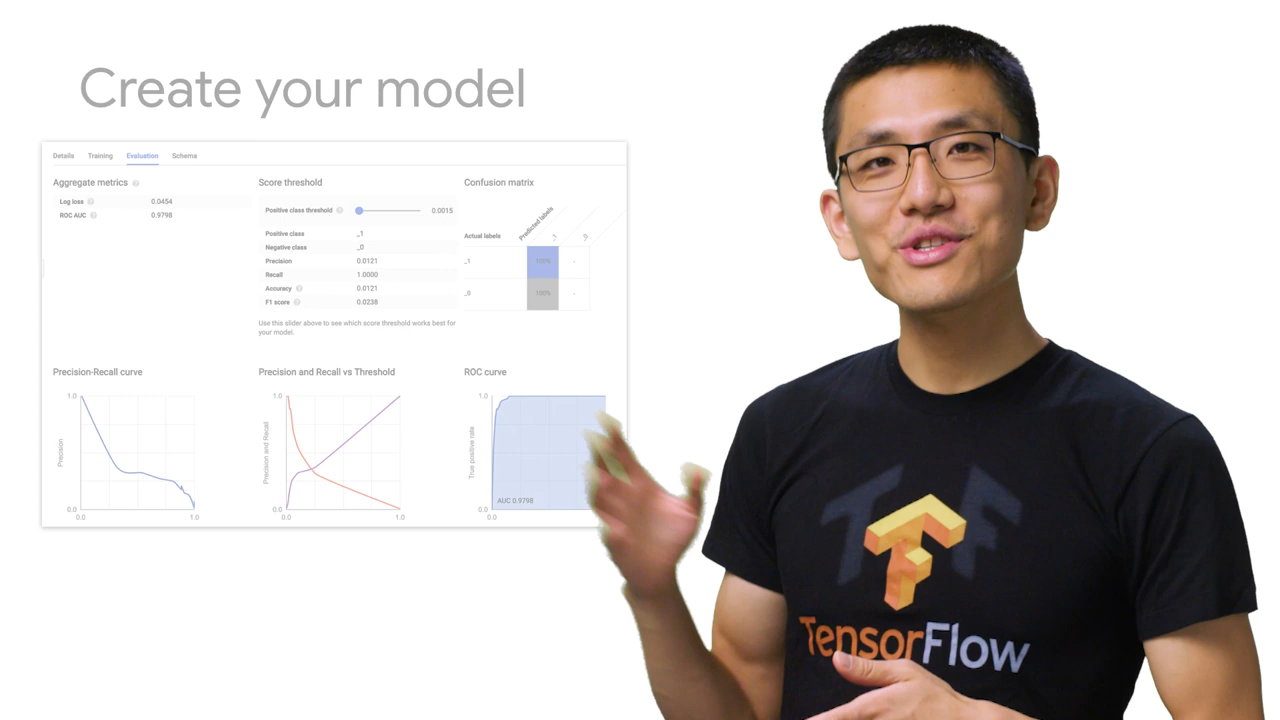 Create your model
Details Training Evaluation Schema
Aggregate metrics
Log loss 0.0454
ROC AUC 0.9798
Score threshold
Positive class threshold 0.0015
Positive class _1
Negative class _0
Precision 0.0121
Recall 1.0000
Accuracy 0.0121
F1 score 0.0238
Use this slider above to see which score threshold works best for
your model.
Confusion matrix
Predicted labels
Actual labels
_1 100% -
_0 100% -
Precision-Recall curve
1.0
Precision
0.0
0.0 1.0
Precision and Recall vs Threshold
1.0
Precision and Recall
0.0
0.0 1.0
ROC curve
1.0
True positive rate
AUC 0.9798
0.0
0.0
TF
TensorFlow